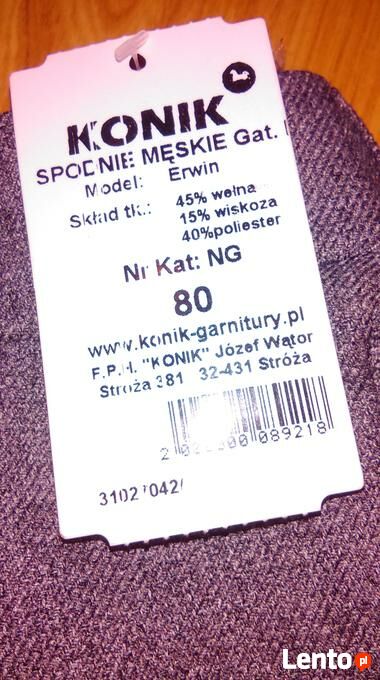 KONIK
SPODNIE MĘSKIE Gat. I
Model: Erwin
Skład tk.: 45% wełna
15% wiskoza
40%poliester
Nr Kat: NG
80
www.konik-garnitury.pl
F.P.H. "KONIK" Józef Wątor
Stróża 381 32-431 Stróża
089218
Lento.pl